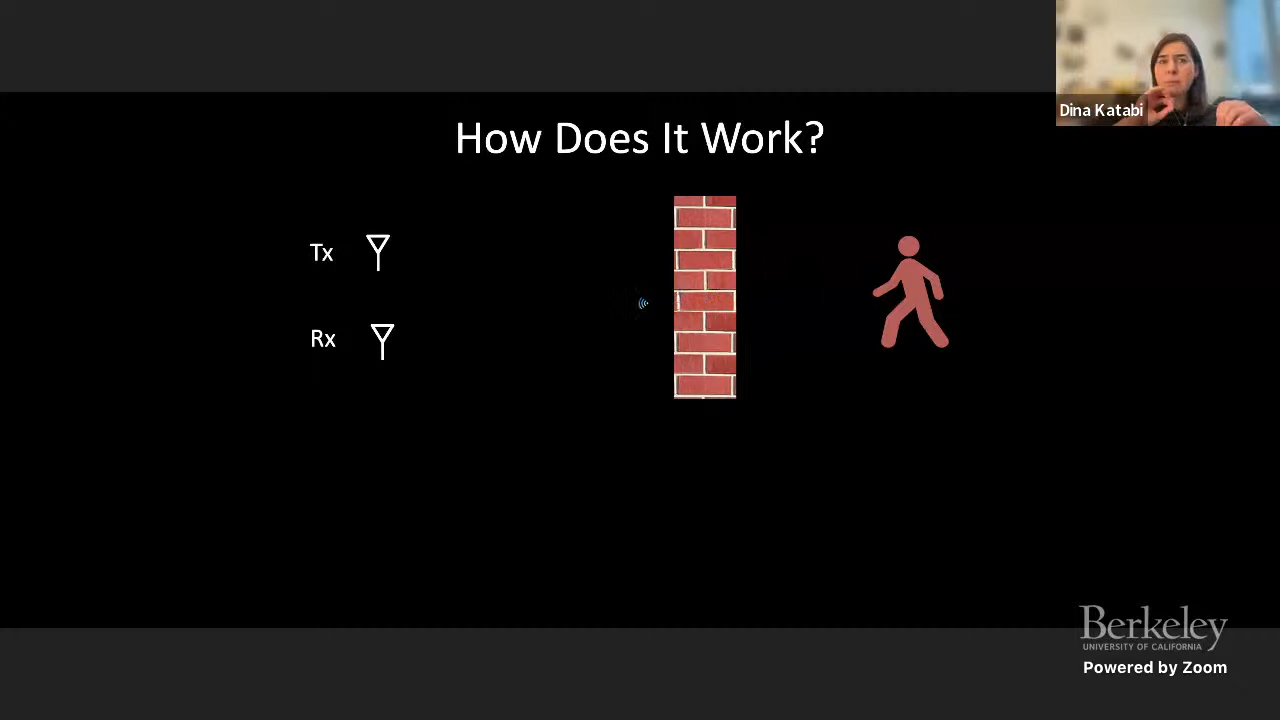 Dina Katabi
How Does It Work?
Tx
Rx
Berkeley
UNIVERSITY OF CALIFORNIA
Powered by Zoom